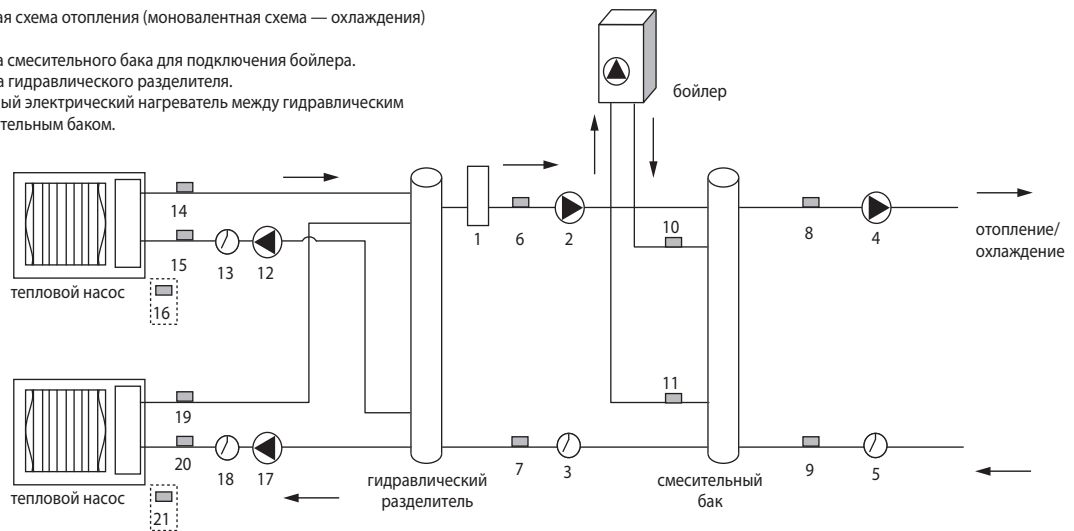 ая схема отопления (моновалентная схема — охлаждения)
а смесительного бака для подключения бойлера.
а гидравлического разделителя.
ый электрический нагреватель между гидравлическим
тельным баком.
бойлер
14
15
13
12
тепловой насос
16
1
6
2
10
8
4
отопление/
охлаждение
11
19
20
18
17
тепловой насос
21
гидравлический
разделитель
7
3
смесительный
бак
9
5